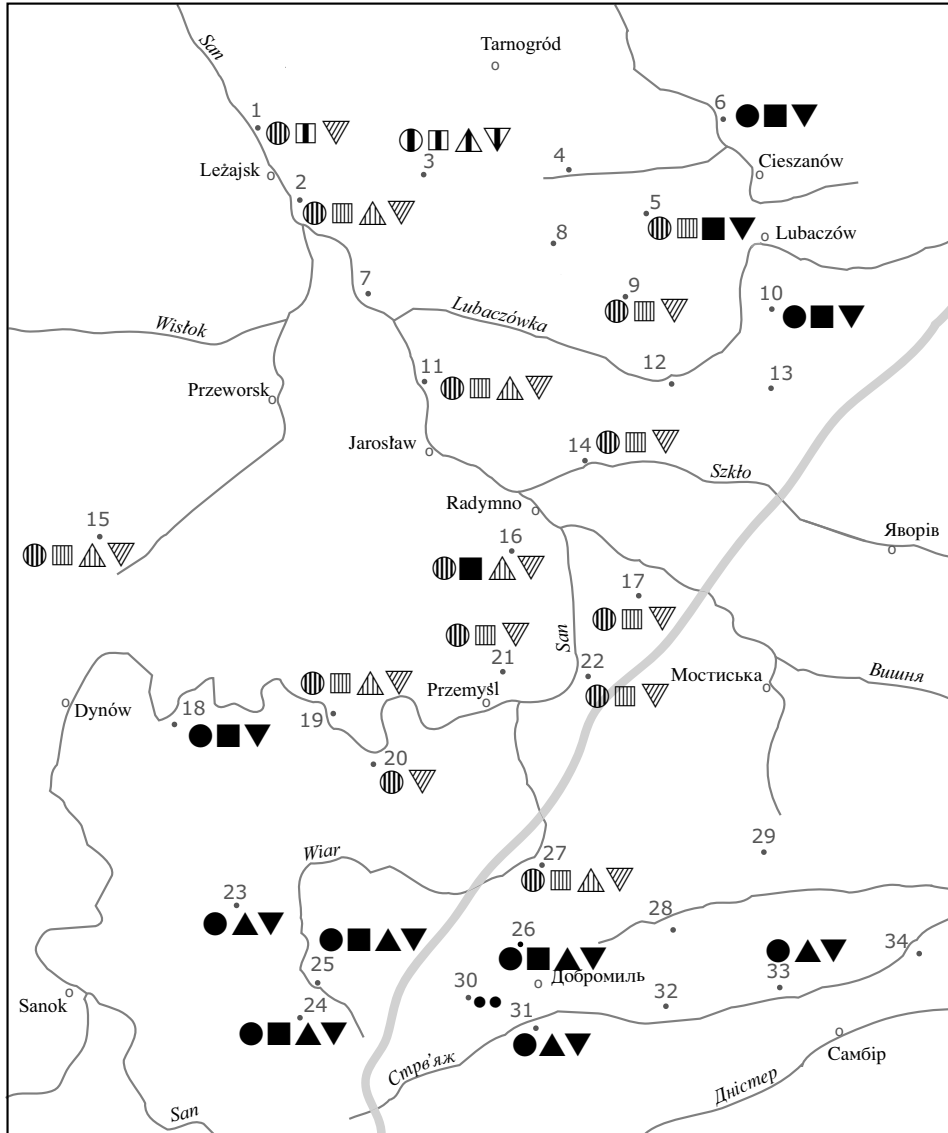 San
Tarnogród
1
6
3
4
Cieszanów
Leżajsk
2
5
8
Lubaczów
7
9
10
Lubaczówka
Wisłok
11
12
13
Przeworsk
Jarosław
14
Szkło
Radymno
15
16
Яворів
17
San
21
22
Мостиська
Вишня
Dynów
18
19
Przemyśl
20
Wiar
27
29
23
28
25
26
34
Sanok
30
Добромиль
33
24
31
32
Стрв’яж
Самбір
Дністер
San